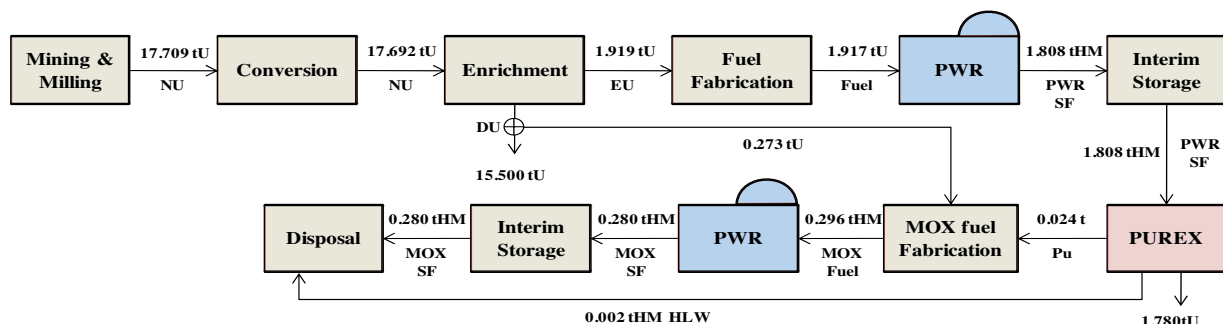 17.709 tU
17.692 tU
1.919 tU
1.917 tU
1.808 tHM
Mining &
Milling
Conversion
Enrichment
Fuel
Fabrication
PWR
Interim
Storage
NU
NU
EU
Fuel
PWR
SF
DU
0.273 tU
1.808 tHM
PWR
SF
15.500 tU
Disposal
0.280 tHM
MOX
SF
Interim
Storage
0.280 tHM
MOX
SF
PWR
0.296 tHM
MOX
Fuel
MOX fuel
Fabrication
0.024 t
Pu
PUREX
0.002 tHM HLW
1.780tU